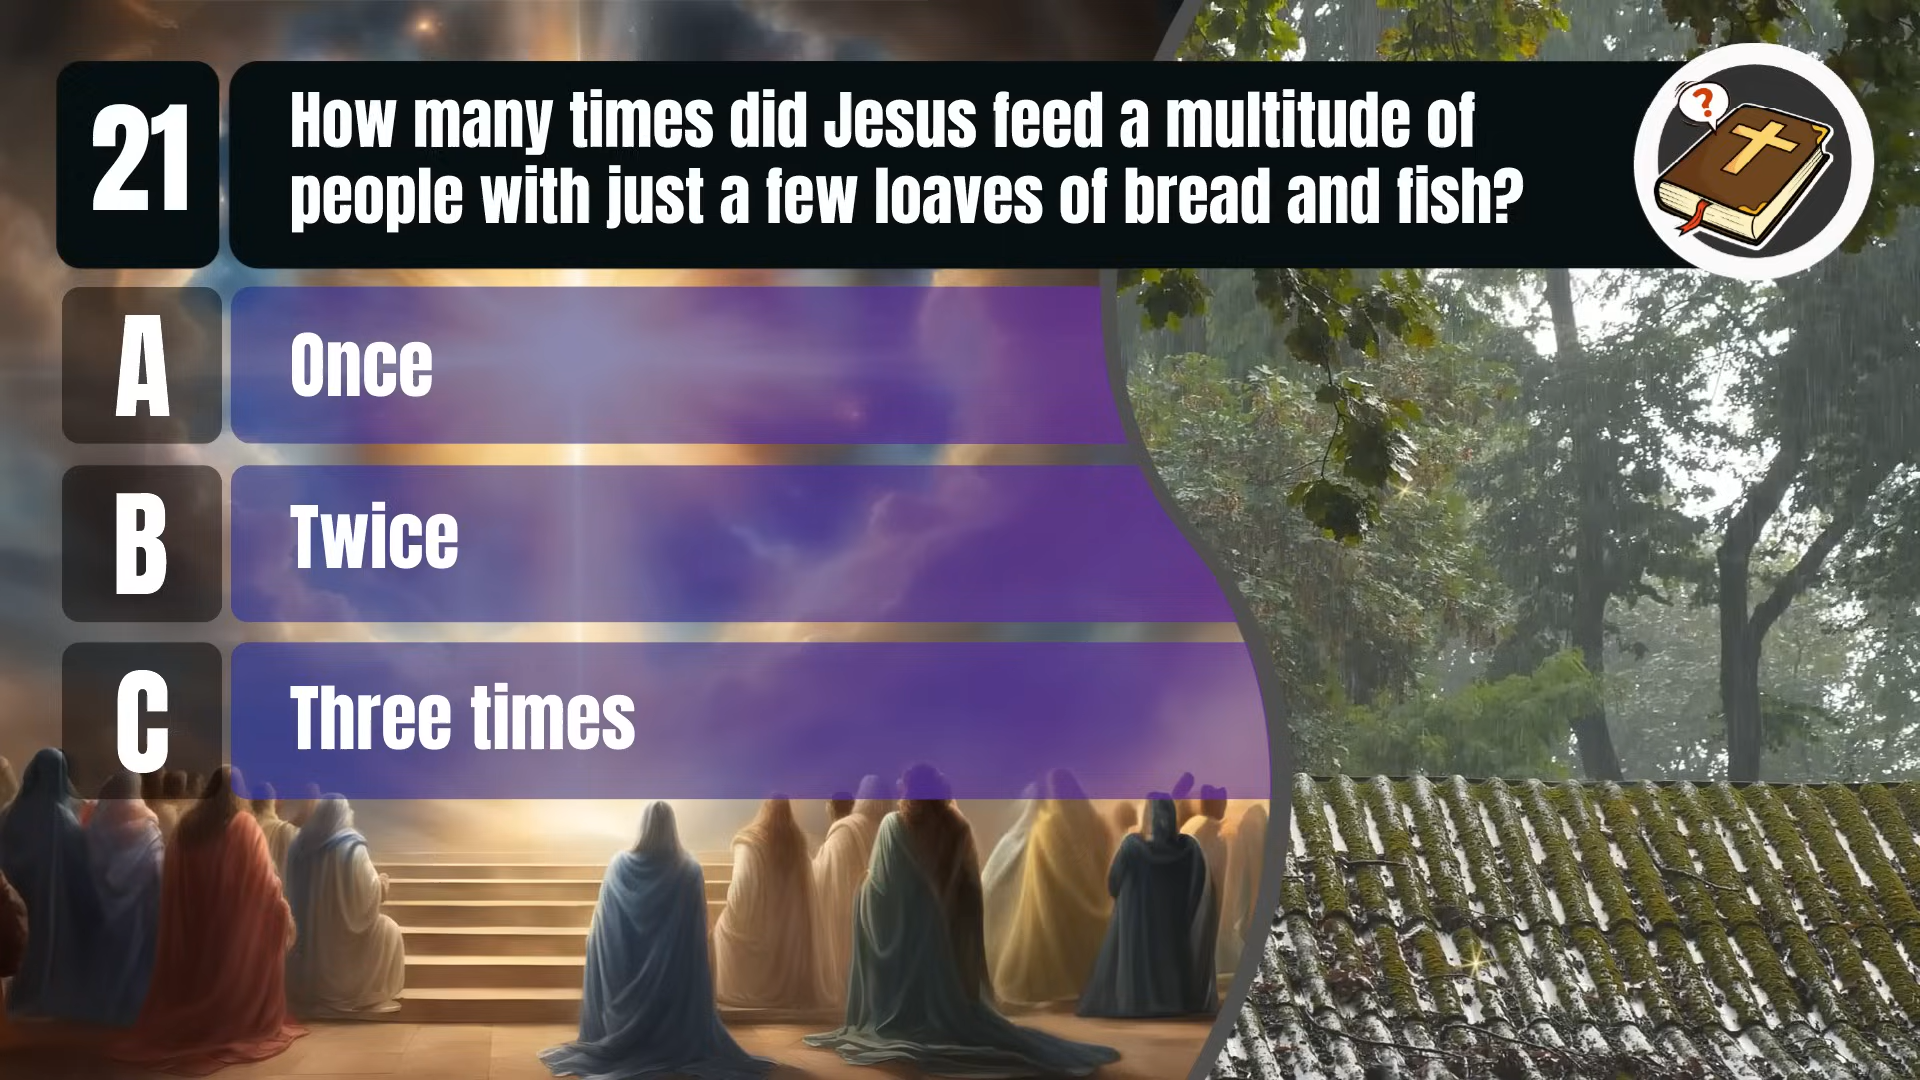 21
How many times did Jesus feed a multitude of
people with just a few loaves of bread and fish?
?
A
Once
B
Twice
C
Three times